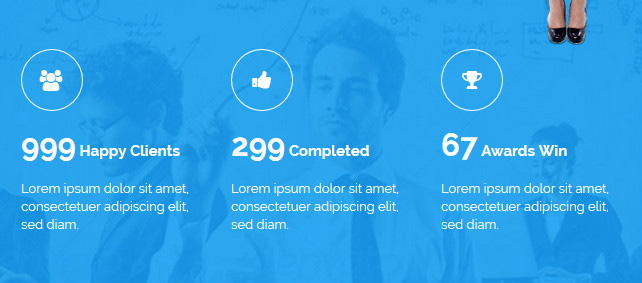 999 Happy Clients
Lorem ipsum dolor sit amet,
consectetuer adipiscing elit,
sed diam.
299 Completed
Lorem ipsum dolor sit amet,
consectetuer adipiscing elit,
sed diam.
67 Awards Win
Lorem ipsum dolor sit amet,
consectetuer adipiscing elit,
sed diam.